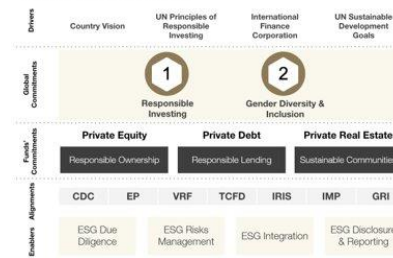 Drivers
Country Vision
UN Principles of
Responsible
Investing
International
Finance
Corporation
UN Sustainable
Development
Goals
Global
Commitments
1
Responsible
Investing
2
Gender Diversity &
Inclusion
Funds'
Commitments
Private Equity
Private Debt
Private Real Estate
Responsible Ownership
Responsible Lending
Sustainable Communities
Alignments
CDC EP VRF TCFD IRIS IMP GRI
Enablers
ESG Due
Diligence
ESG Risks
Management
ESG Integration
ESG Disclosure
& Reporting